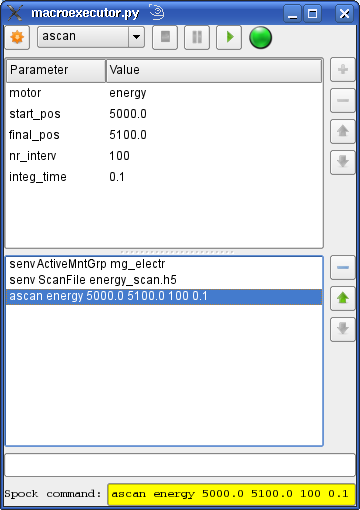 macroexecutor.py
ascan
Parameter Value
motor energy
start_pos 5000.0
final_pos 5100.0
nr_interv 100
integ_time 0.1
senv ActiveMntGrp mg_electr
senv ScanFile energy_scan.h5
ascan energy 5000.0 5100.0 100 0.1
Spock command: ascan energy 5000.0 5100.0 100 0.1